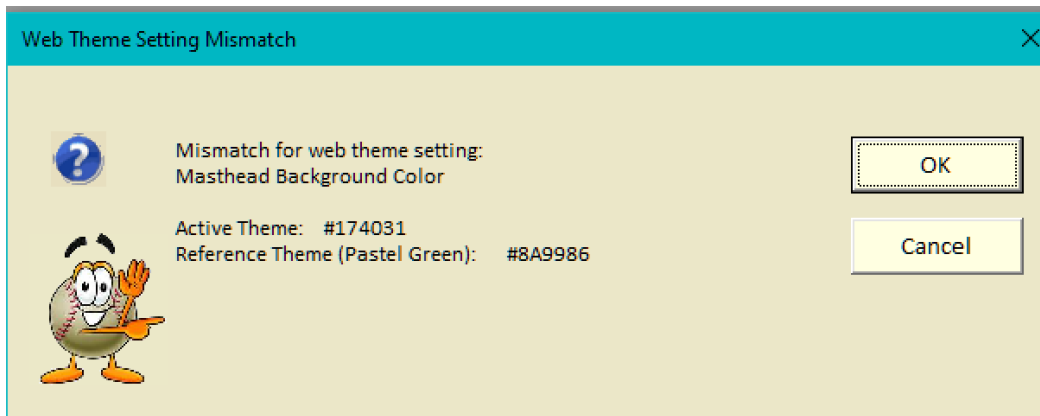 Web Theme Setting Mismatch
Mismatch for web theme setting:
Masthead Background Color
Active Theme: #174031
Reference Theme (Pastel Green): #8A9986
OK
Cancel